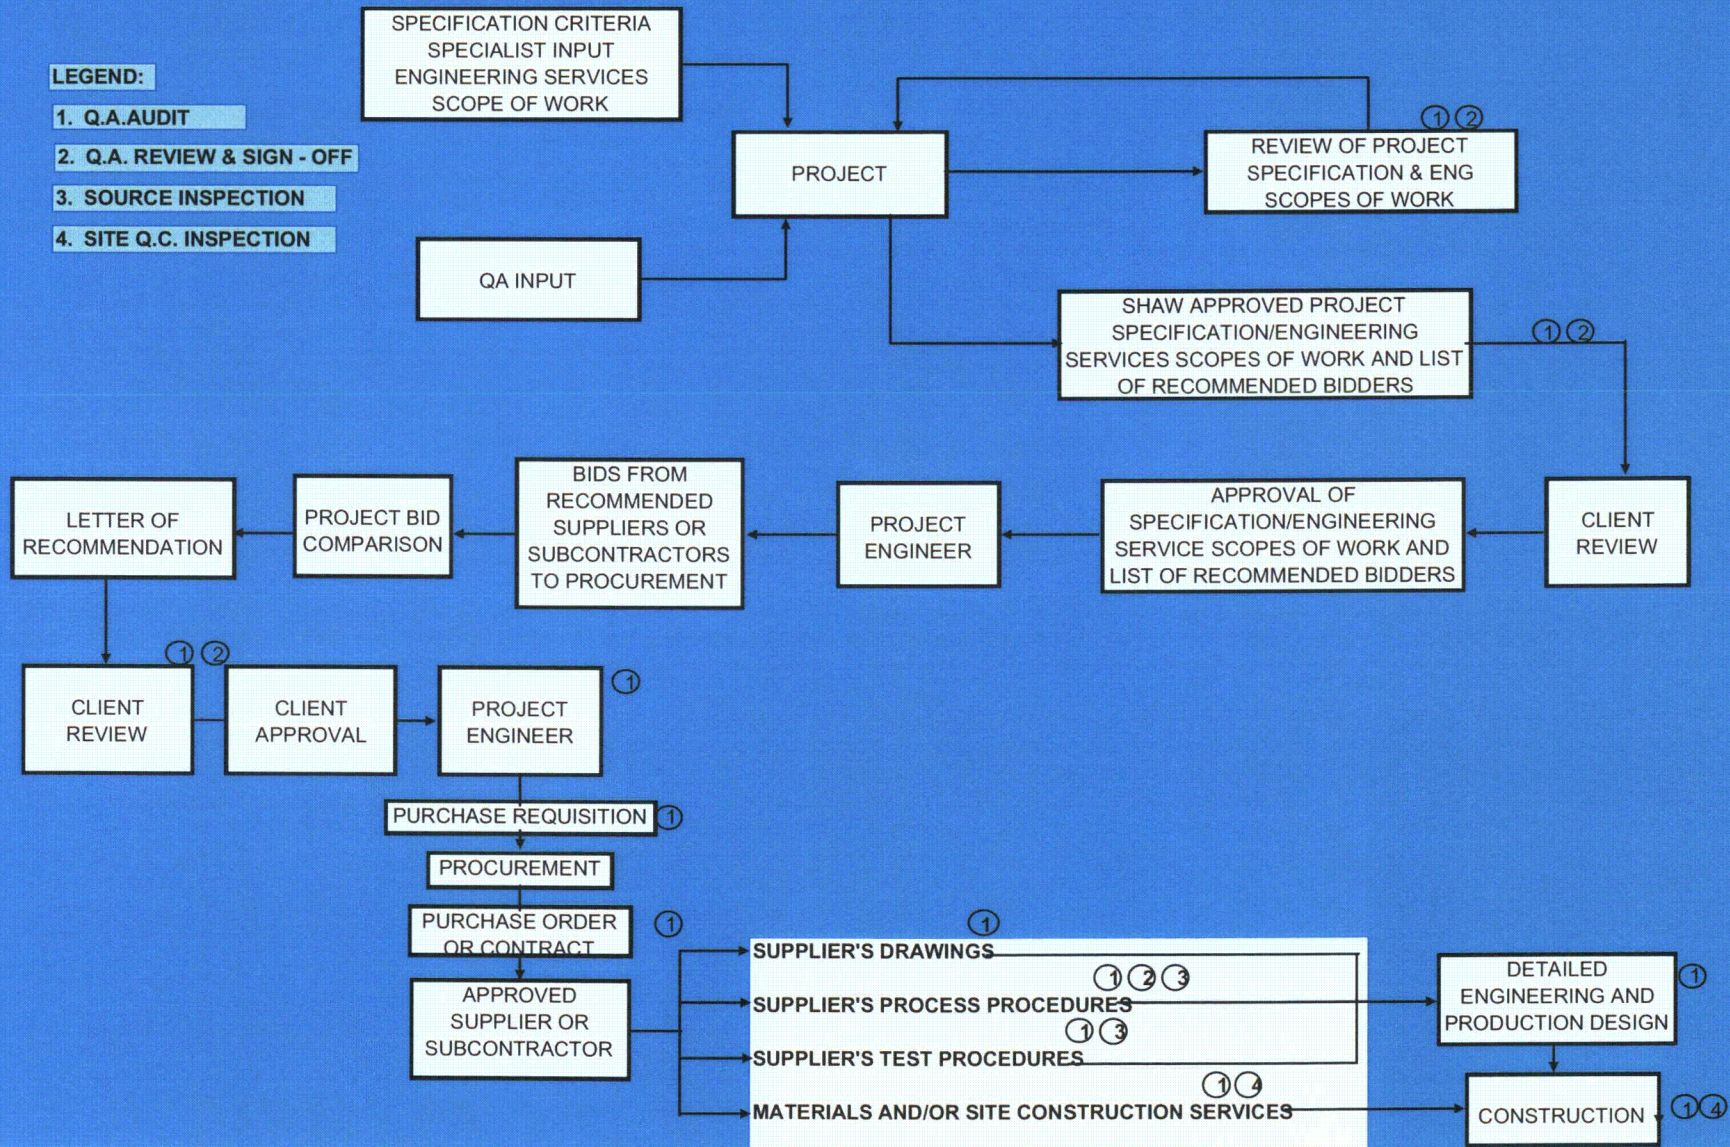 SPECIFICATION CRITERIA
SPECIALIST INPUT
ENGINEERING SERVICES
SCOPE OF WORK
LEGEND:
1. Q.A.AUDIT
2. Q.A. REVIEW & SIGN - OFF
3. SOURCE INSPECTION
4. SITE Q.C. INSPECTION
PROJECT
1 2
REVIEW OF PROJECT
SPECIFICATION & ENG
SCOPES OF WORK
QA INPUT
SHAW APPROVED PROJECT
SPECIFICATION/ENGINEERING
SERVICES SCOPES OF WORK AND LIST
OF RECOMMENDED BIDDERS
1 2
LETTER OF
RECOMMENDATION
PROJECT BID
COMPARISON
BIDS FROM
RECOMMENDED
SUPPLIERS OR
SUBCONTRACTORS
TO PROCUREMENT
PROJECT
ENGINEER
APPROVAL OF
SPECIFICATION/ENGINEERING
SERVICE SCOPES OF WORK AND
LIST OF RECOMMENDED BIDDERS
CLIENT
REVIEW
1 2
CLIENT
REVIEW
CLIENT
APPROVAL
PROJECT
ENGINEER
1
PURCHASE REQUISITION
1
PROCUREMENT
PURCHASE ORDER
OR CONTRACT
1
APPROVED
SUPPLIER OR
SUBCONTRACTOR
1
SUPPLIER'S DRAWINGS
1 2 3
SUPPLIER'S PROCESS PROCEDURES
1 3
SUPPLIER'S TEST PROCEDURES
1 4
MATERIALS AND/OR SITE CONSTRUCTION SERVICES
DETAILED
ENGINEERING AND
PRODUCTION DESIGN
1
CONSTRUCTION
1 4